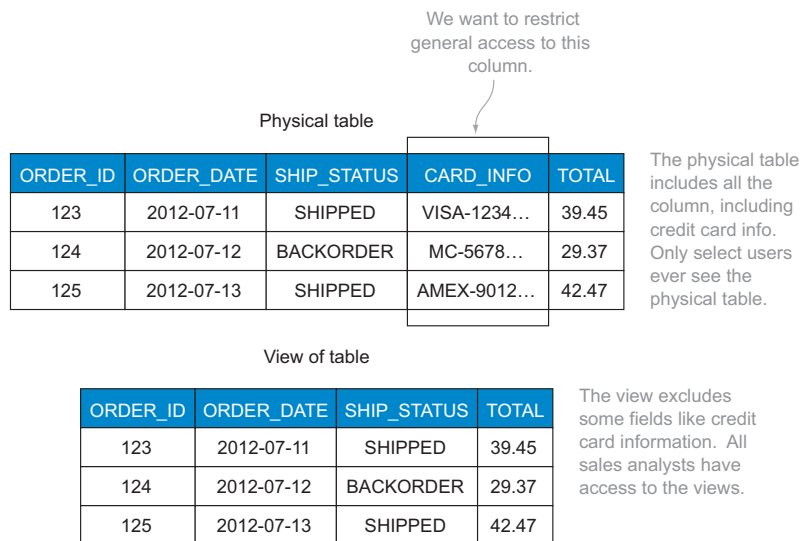 We want to restrict
general access to this
column.
Physical table
ORDER_ID ORDER_DATE SHIP_STATUS CARD_INFO TOTAL
123 2012-07-11 SHIPPED VISA-1234… 39.45
124 2012-07-12 BACKORDER MC-5678… 29.37
125 2012-07-13 SHIPPED AMEX-9012… 42.47
The physical table
includes all the
column, including
credit card info.
Only select users
ever see the
physical table.
View of table
ORDER_ID ORDER_DATE SHIP_STATUS TOTAL
123 2012-07-11 SHIPPED 39.45
124 2012-07-12 BACKORDER 29.37
125 2012-07-13 SHIPPED 42.47
The view excludes
some fields like credit
card information. All
sales analysts have
access to the views.